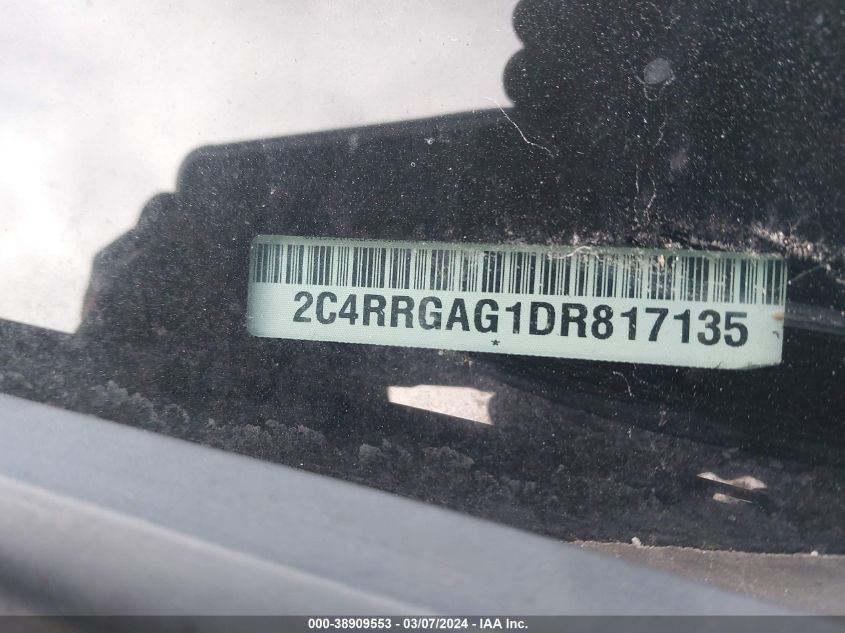 2C4RRGAG1DR817135
*
000-38909553 — 03/07/2024 — IAA Inc.